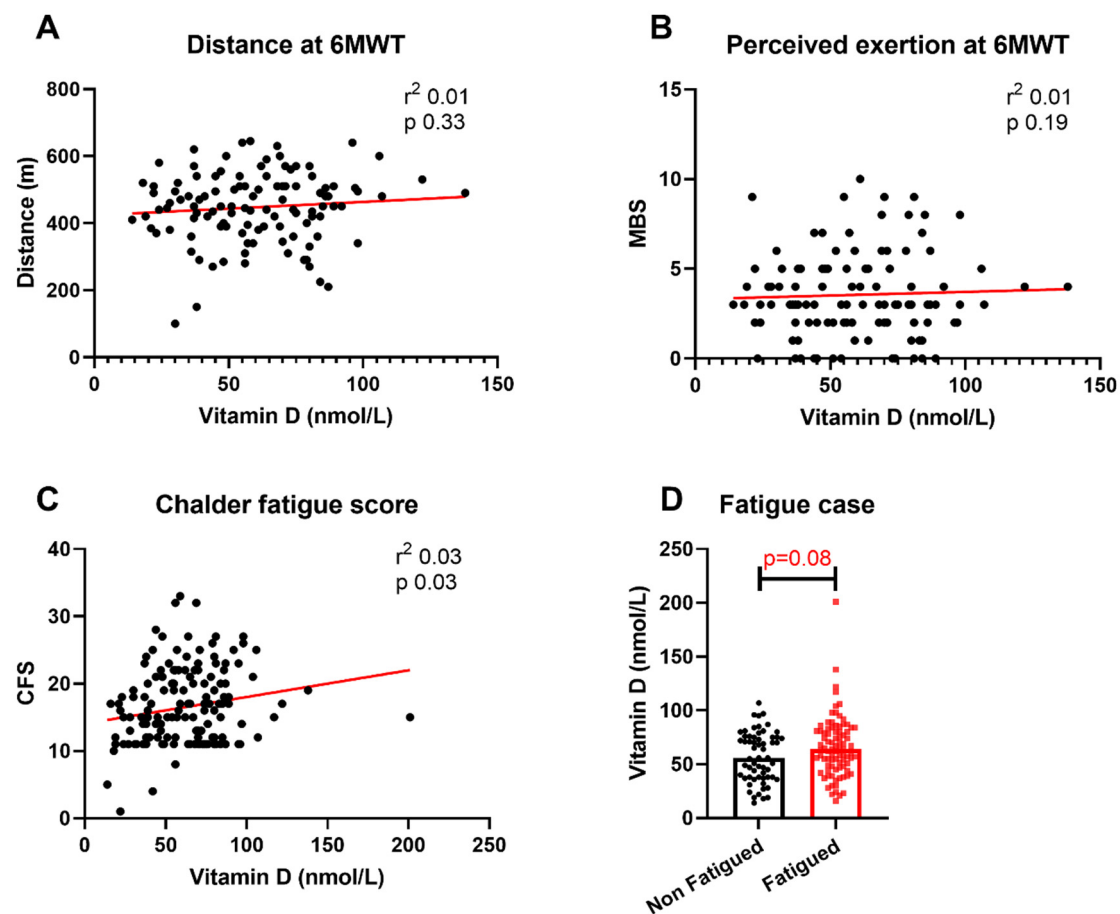 A
Distance at 6MWT
r² 0.01
p 0.33
800
600
400
200
0
Distance (m)
0 50 100 150
Vitamin D (nmol/L)
B
Perceived exertion at 6MWT
r² 0.01
p 0.19
15
10
5
0
MBS
0 50 100 150
Vitamin D (nmol/L)
C
Chalder fatigue score
r² 0.03
p 0.03
40
30
20
10
0
CFS
0 50 100 150 200 250
Vitamin D (nmol/L)
D
Fatigue case
p=0.08
250
200
150
100
50
0
Vitamin D (nmol/L)
Non Fatigued
Fatigued